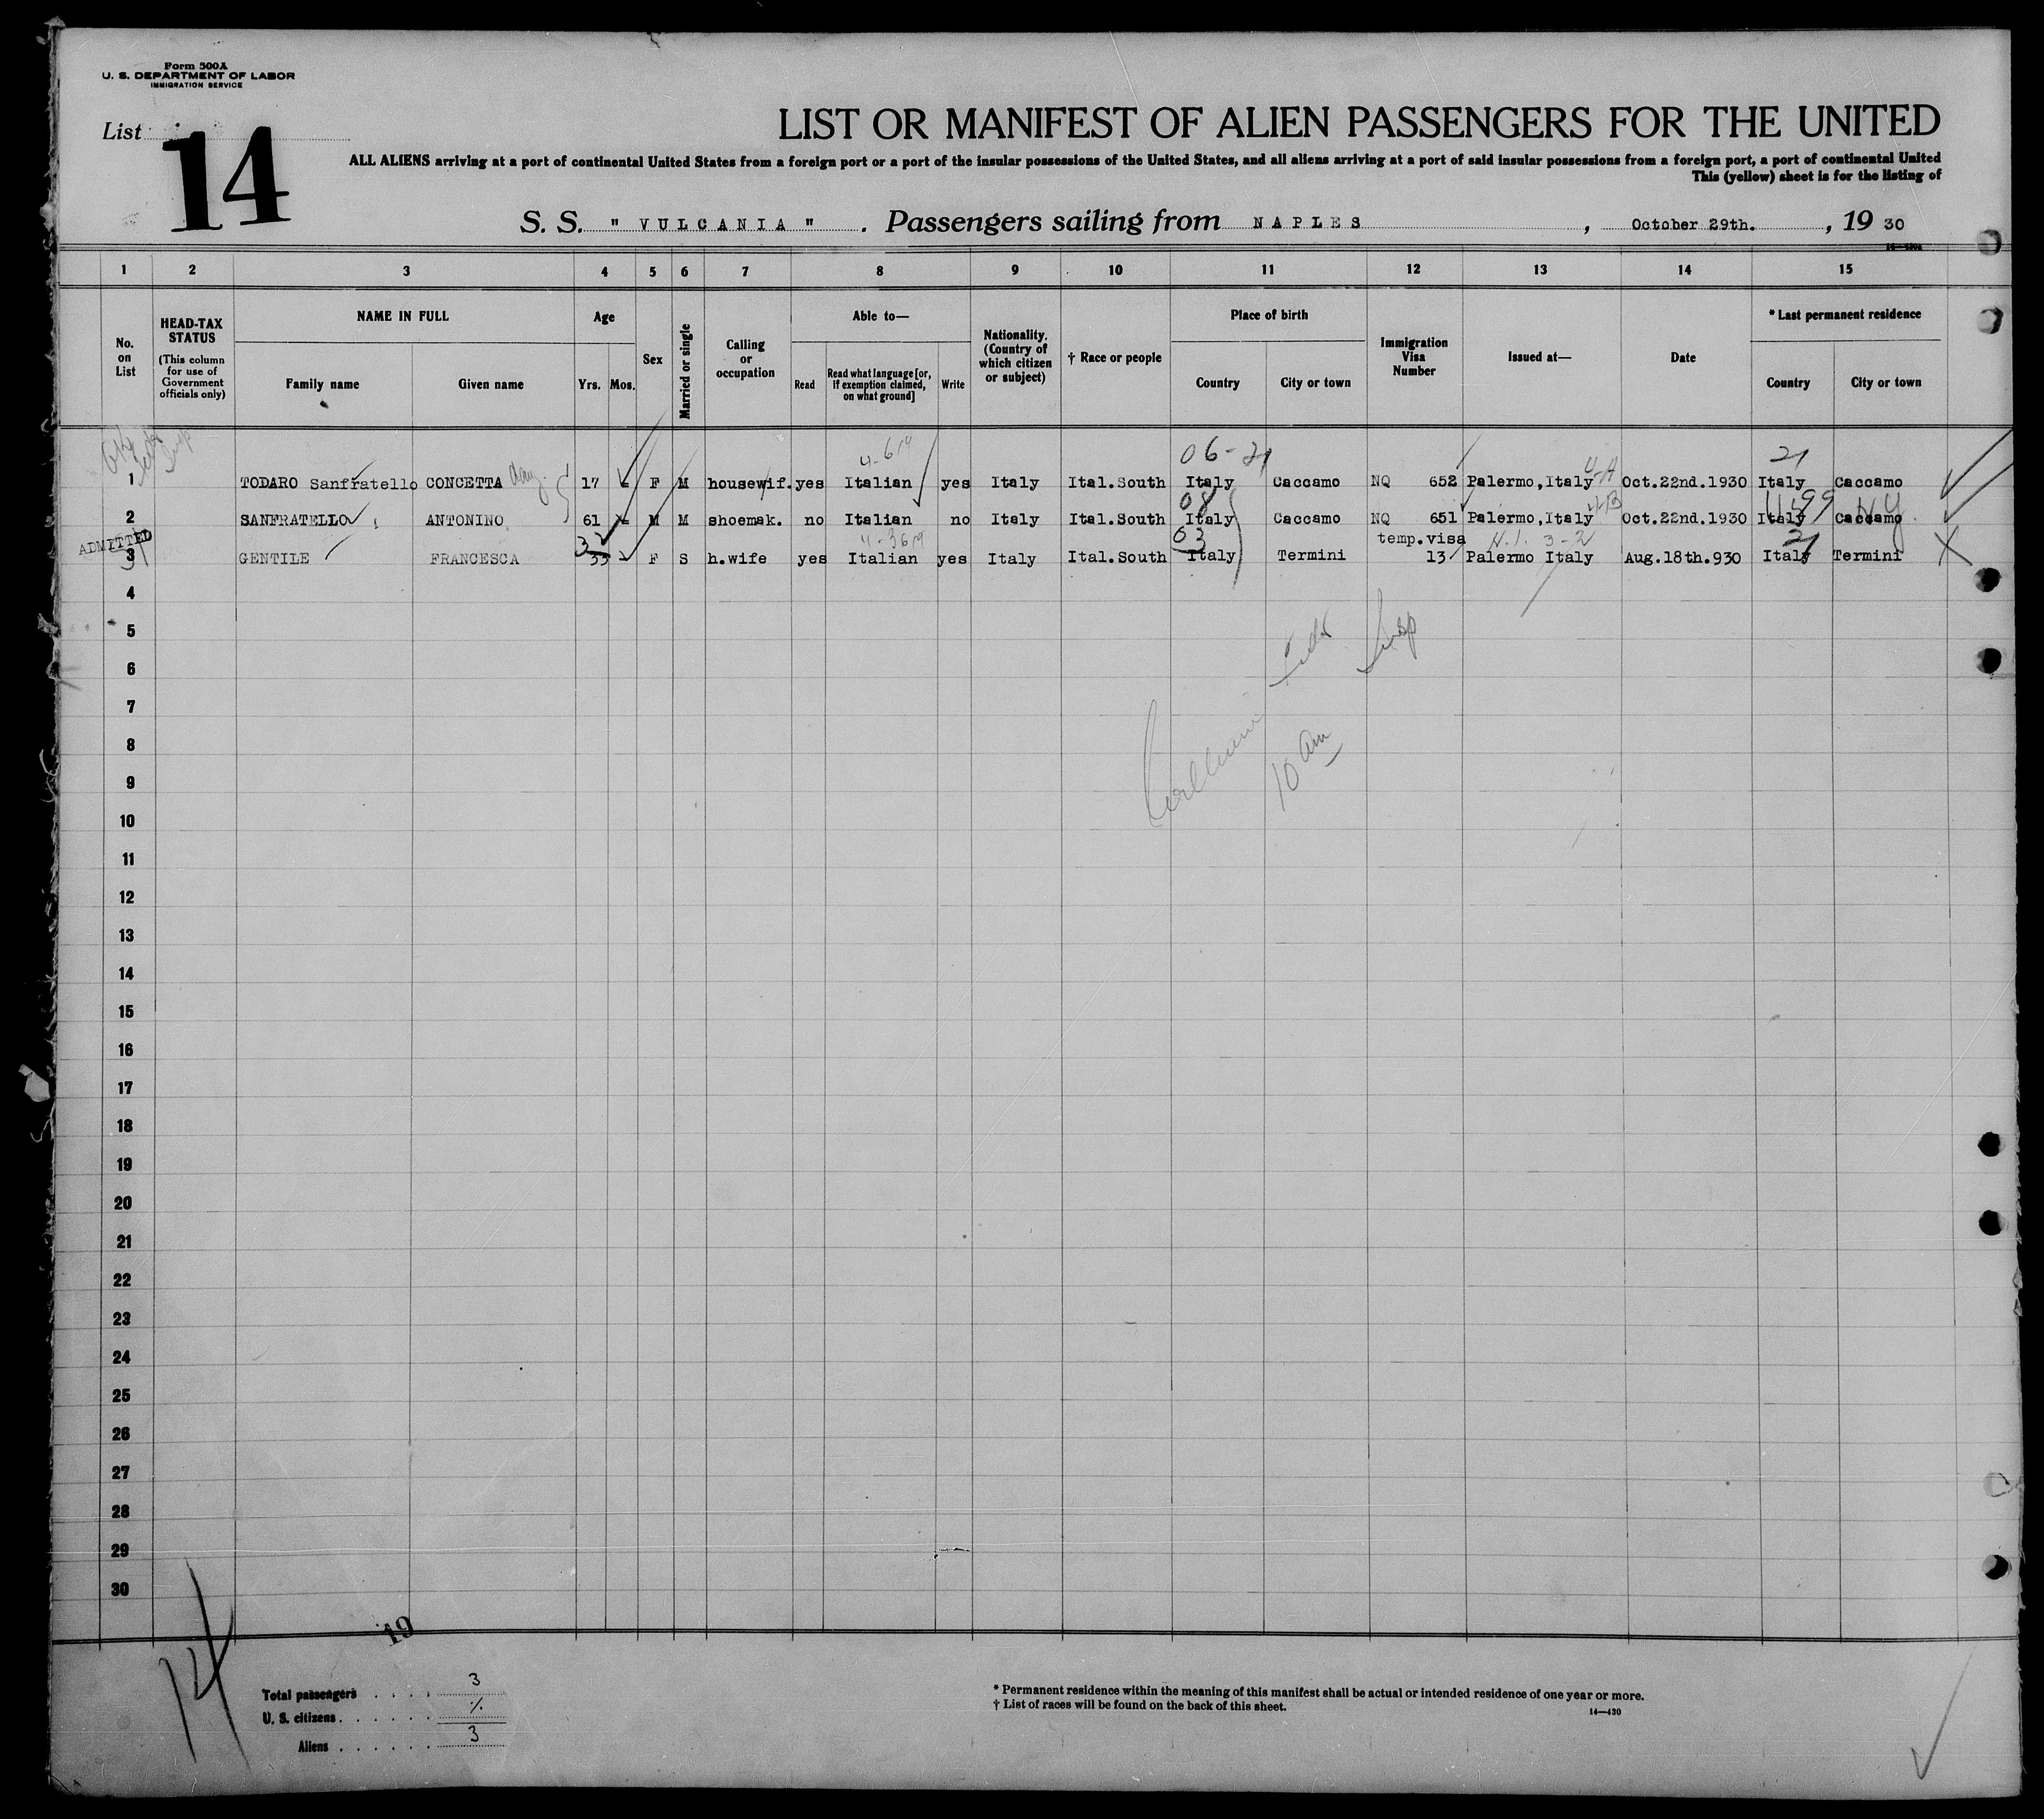 Form 500A
U. S. DEPARTMENT OF LABOR
IMMIGRATION SERVICE
List 14
LIST OR MANIFEST OF ALIEN PASSENGERS FOR THE UNITED
ALL ALIENS arriving at a port of continental United States from a foreign port or a port of the insular possessions of the United States, and all aliens arriving at a port of said insular possessions from a foreign port, a port of continental United
This (yellow) sheet is for the listing of
S. S. " VULCANIA " . Passengers sailing from NAPLES , October 29th. , 19 30
1 2 3 4 5 6 7 8 9 10 11 12 13 14 15
No. on List
HEAD-TAX STATUS (This column for use of Government officials only)
NAME IN FULL
Family name Given name
Age
Yrs. Mos.
Sex
Married or single
Calling or occupation
Able to—
Read
Read what language [or, if exemption claimed, on what ground]
Write
Nationality. (Country of which citizen or subject)
† Race or people
Place of birth
Country City or town
Immigration Visa Number
Issued at—
Date
* Last permanent residence
Country City or town
06-21 21
1 TODARO Sanfratello CONCETTA 17 F M housewif. yes Italian yes Italy Ital.South Italy Caccamo NQ 652 Palermo,Italy Oct.22nd.1930 Italy Caccamo
08 4-99 NY
2 SANFRATELLO ANTONINO 61 M M shoemak. no Italian no Italy Ital.South Italy Caccamo NQ 651 Palermo,Italy Oct.22nd.1930 Italy Caccamo
ADMITTED 03 temp.visa 3-2 21
3 GENTILE FRANCESCA 33 F S h.wife yes Italian yes Italy Ital.South Italy Termini 13 Palermo Italy Aug.18th.930 Italy Termini
4
5
6
7
8
10 am
9
10
11
12
13
14
15
16
17
18
19
20
21
22
23
24
25
26
27
28
29
30
19
14
Total passengers . . . . 3
U. S. citizens . . . . . . %
Aliens . . . . . . 3
* Permanent residence within the meaning of this manifest shall be actual or intended residence of one year or more.
† List of races will be found on the back of this sheet.
14—430